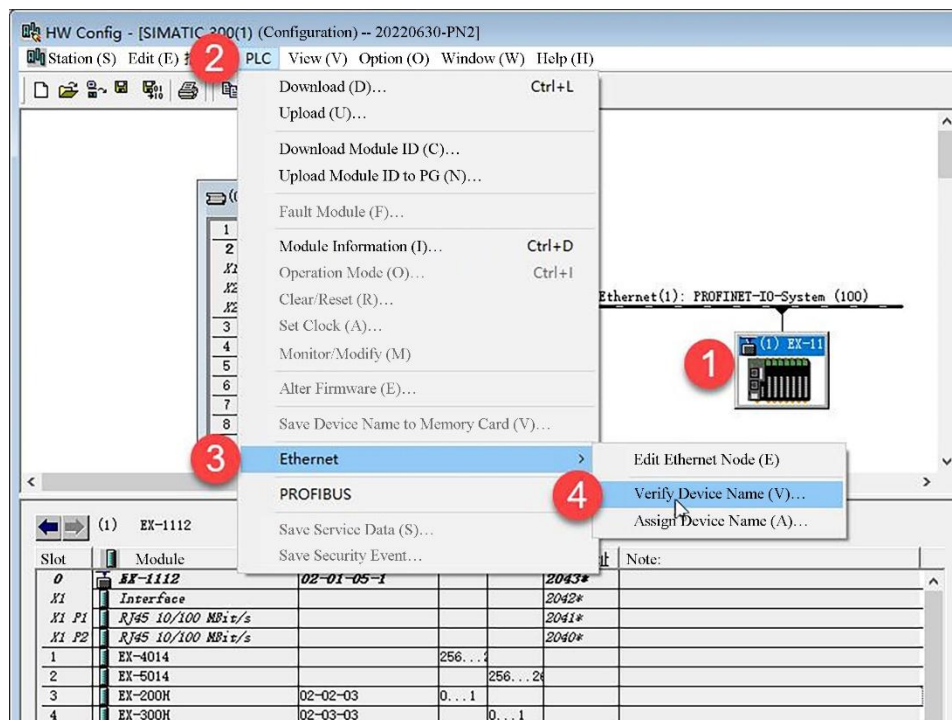 HW Config - [SIMATIC 300(1) (Configuration) -- 20220630-PN2]
Station (S) Edit (E) PLC View (V) Option (O) Window (W) Help (H)
2
Download (D)… Ctrl+L
Upload (U)…
Download Module ID (C)…
Upload Module ID to PG (N)…
Fault Module (F)…
1
Module Information (I)… Ctrl+D
2
Operation Mode (O)… Ctrl+I
X1
Clear/Reset (R)…
X2
X2
Set Clock (A)…
3
Monitor/Modify (M)
4
5
Alter Firmware (E)…
6
7
Save Device Name to Memory Card (V)…
8
Ethernet(1): PROFINET-IO-System (100)
(1) EX-11
1
3
Ethernet >
Edit Ethernet Node (E)
4
Verify Device Name (V)…
Assign Device Name (A)…
PROFIBUS
Save Service Data (S)…
Save Security Event…
(1) EX-1112
Slot Module Note:
0 EX-1112 02-01-05-1 2043*
X1 Interface 2042*
X1 P1 RJ45 10/100 MBit/s 2041*
X1 P2 RJ45 10/100 MBit/s 2040*
1 EX-4014 256...
2 EX-5014 256...26
3 EX-200H 02-02-03 0...1
4 EX-300H 02-03-03 0...1